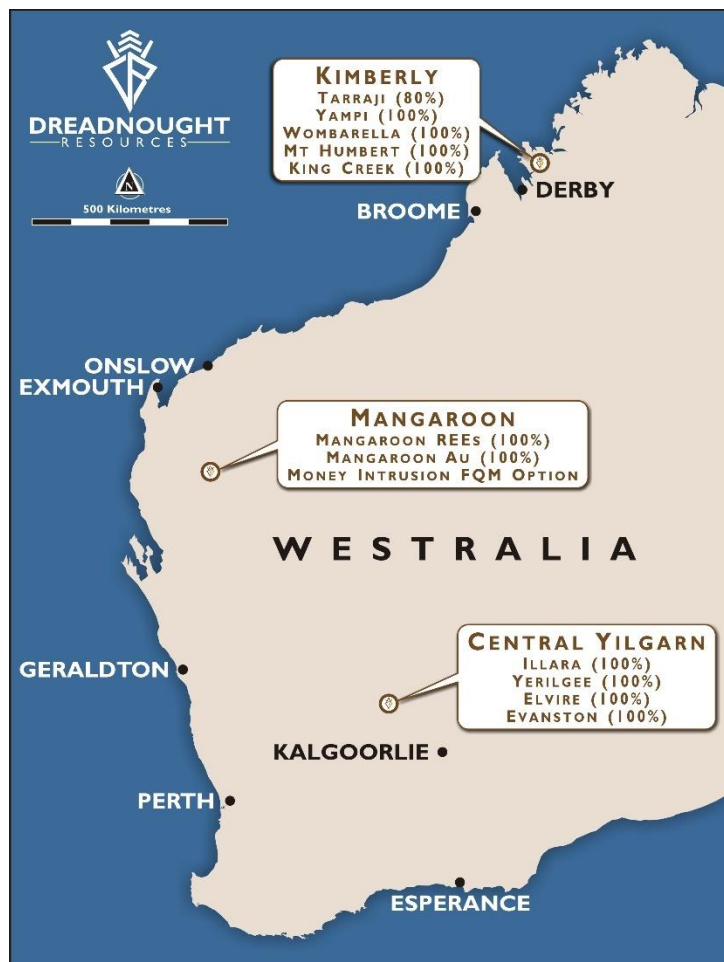 DREADNOUGHT
RESOURCES
N
500 Kilometres
KIMBERLY
TARRAJI (80%)
YAMPI (100%)
WOMBARELLA (100%)
MT HUMBERT (100%)
KING CREEK (100%)
DERBY
BROOME
ONSLOW
EXMOUTH
MANGAROON
MANGAROON REES (100%)
MANGAROON AU (100%)
MONEY INTRUSION FQM OPTION
WESTRALIA
CENTRAL YILGARN
ILLARA (100%)
YERILGEE (100%)
ELVIRE (100%)
EVANSTON (100%)
GERALDTON
KALGOORLIE
PERTH
ESPERANCE